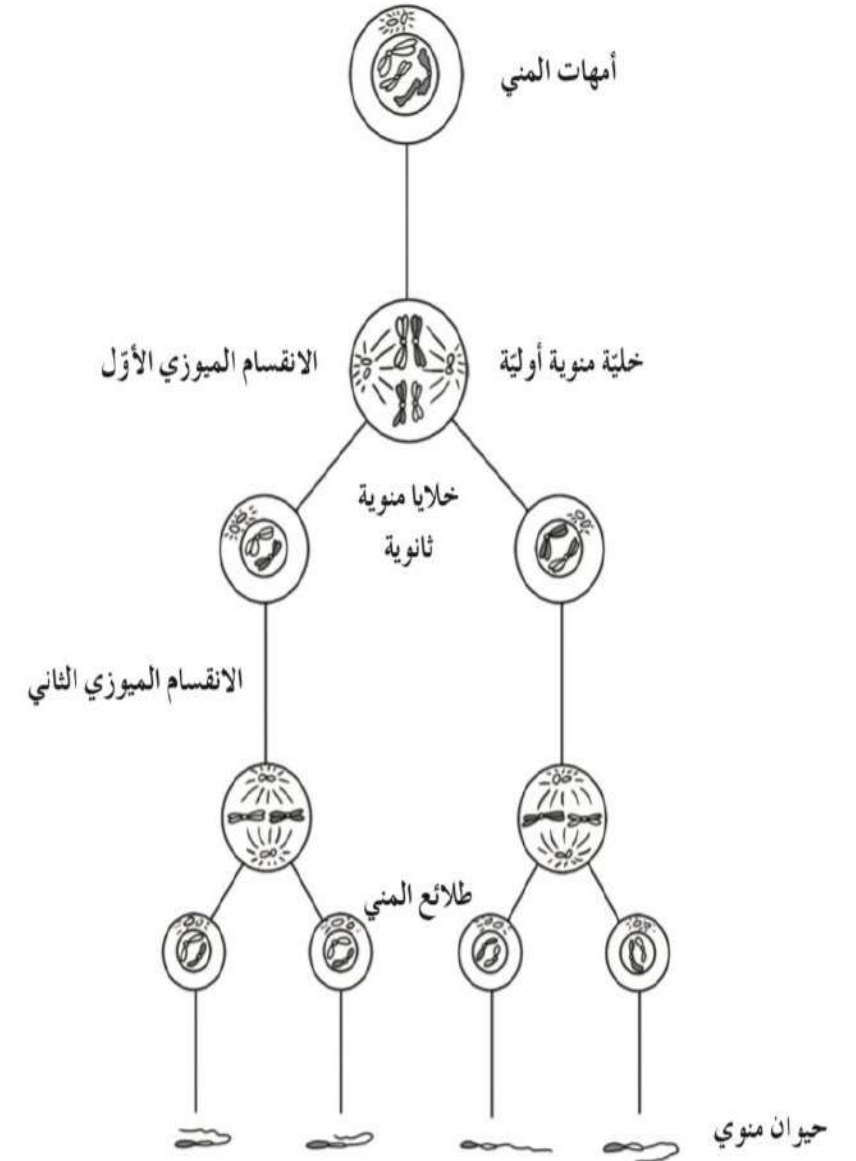 أمهات المني
خليّة منوية أوليّة
الانقسام الميوزي الأوّل
خلايا منوية
ثانوية
الانقسام الميوزي الثاني
طلائع المني
حيوان منوي